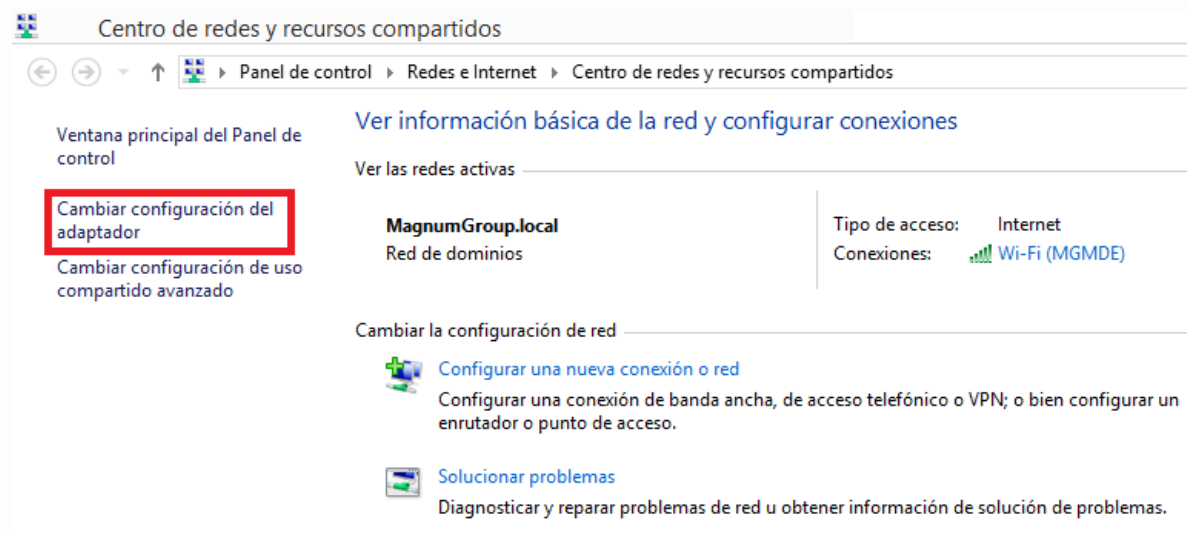 Centro de redes y recursos compartidos
Panel de control ▸ Redes e Internet ▸ Centro de redes y recursos compartidos
Ventana principal del Panel de
control
Cambiar configuración del
adaptador
Cambiar configuración de uso
compartido avanzado
Ver información básica de la red y configurar conexiones
Ver las redes activas
MagnumGroup.local
Red de dominios
Tipo de acceso: Internet
Conexiones: Wi-Fi (MGMDE)
Cambiar la configuración de red
Configurar una nueva conexión o red
Configurar una conexión de banda ancha, de acceso telefónico o VPN; o bien configurar un
enrutador o punto de acceso.
Solucionar problemas
Diagnosticar y reparar problemas de red u obtener información de solución de problemas.